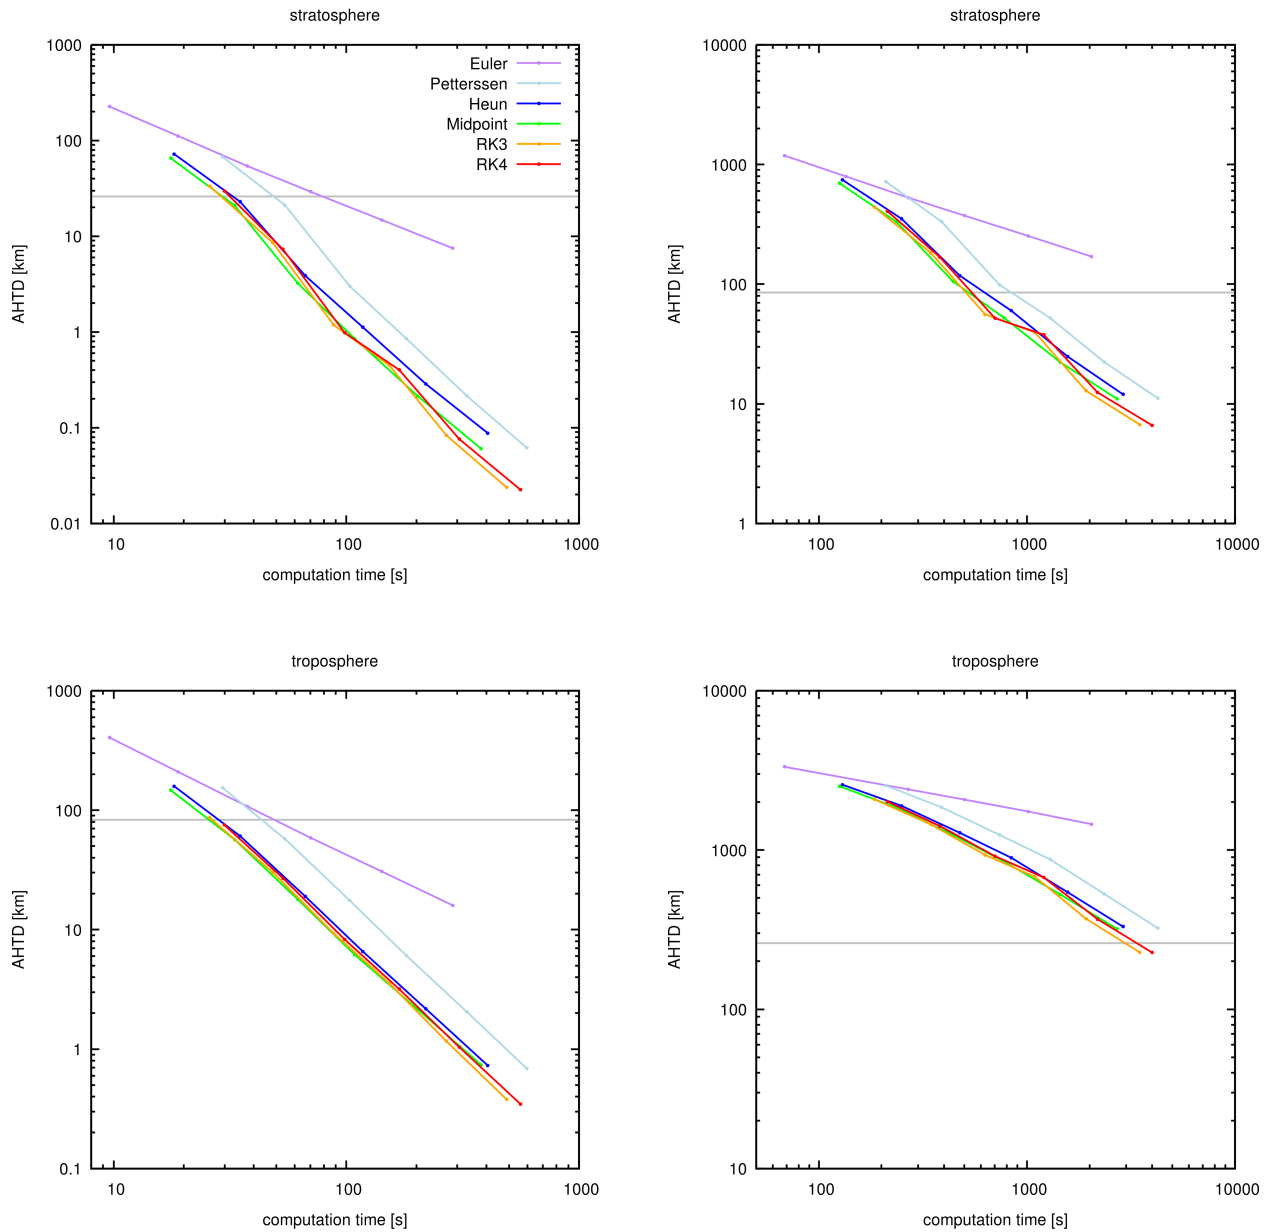 stratosphere
1000
100
10
1
0.1
0.01
AHTD [km]
Euler
Petterssen
Heun
Midpoint
RK3
RK4
10 100 1000
computation time [s]
stratosphere
10000
1000
100
10
1
AHTD [km]
100 1000 10000
computation time [s]
troposphere
1000
100
10
1
0.1
AHTD [km]
10 100 1000
computation time [s]
troposphere
10000
1000
100
10
AHTD [km]
100 1000 10000
computation time [s]